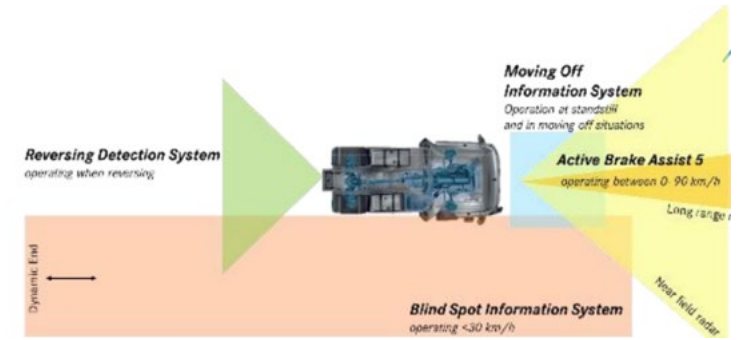 Moving Off
Information System
Operation at standstill
and in moving off situations
Reversing Detection System
operating when reversing
Active Brake Assist 5
operating between 0- 90 km/h
Long range
Near field radar
Dynamic End
Blind Spot Information System
operating <30 km/h